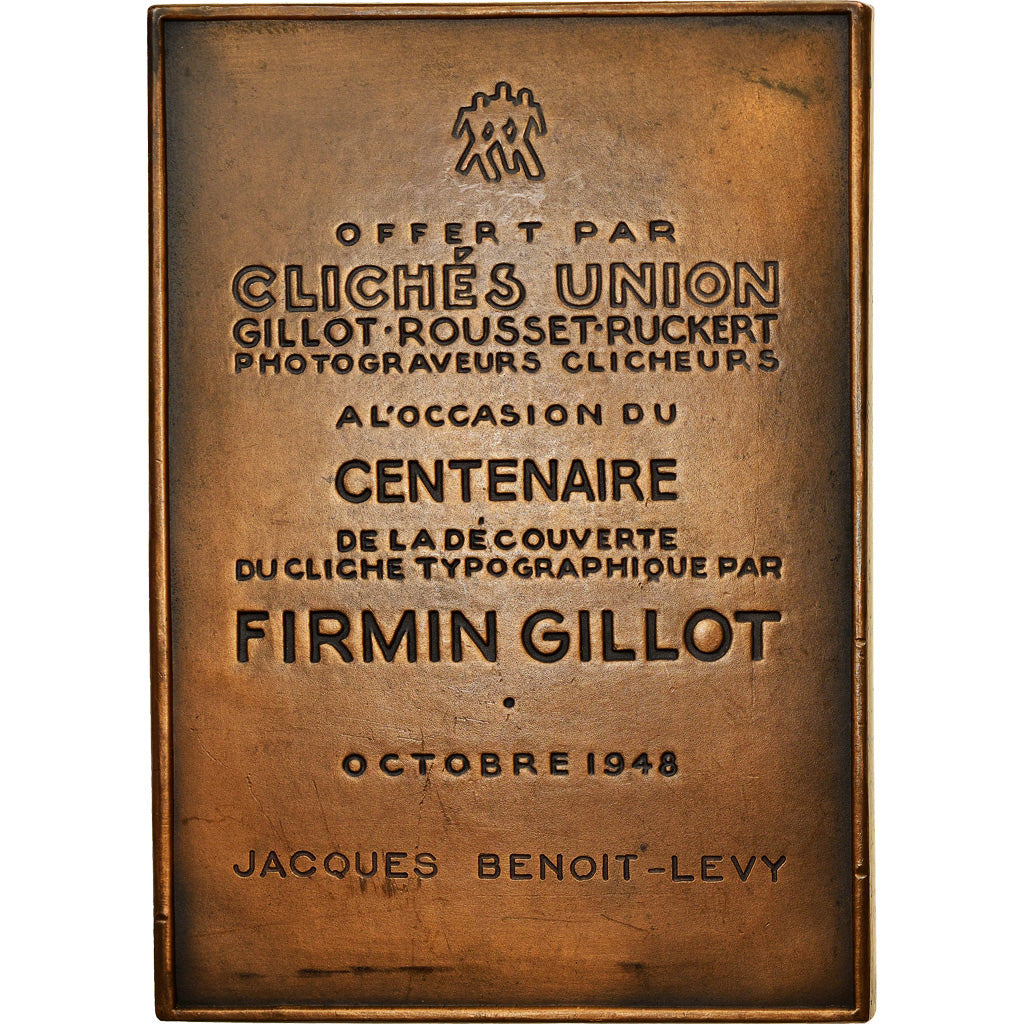 OFFERT PAR
CLICHÉS UNION
GILLOT·ROUSSET·RUCKERT
PHOTOGRAVEURS CLICHEURS
A L'OCCASION DU
CENTENAIRE
DE LA DÉCOUVERTE
DU CLICHE TYPOGRAPHIQUE PAR
FIRMIN GILLOT
•
OCTOBRE 1948
JACQUES BENOIT-LEVY